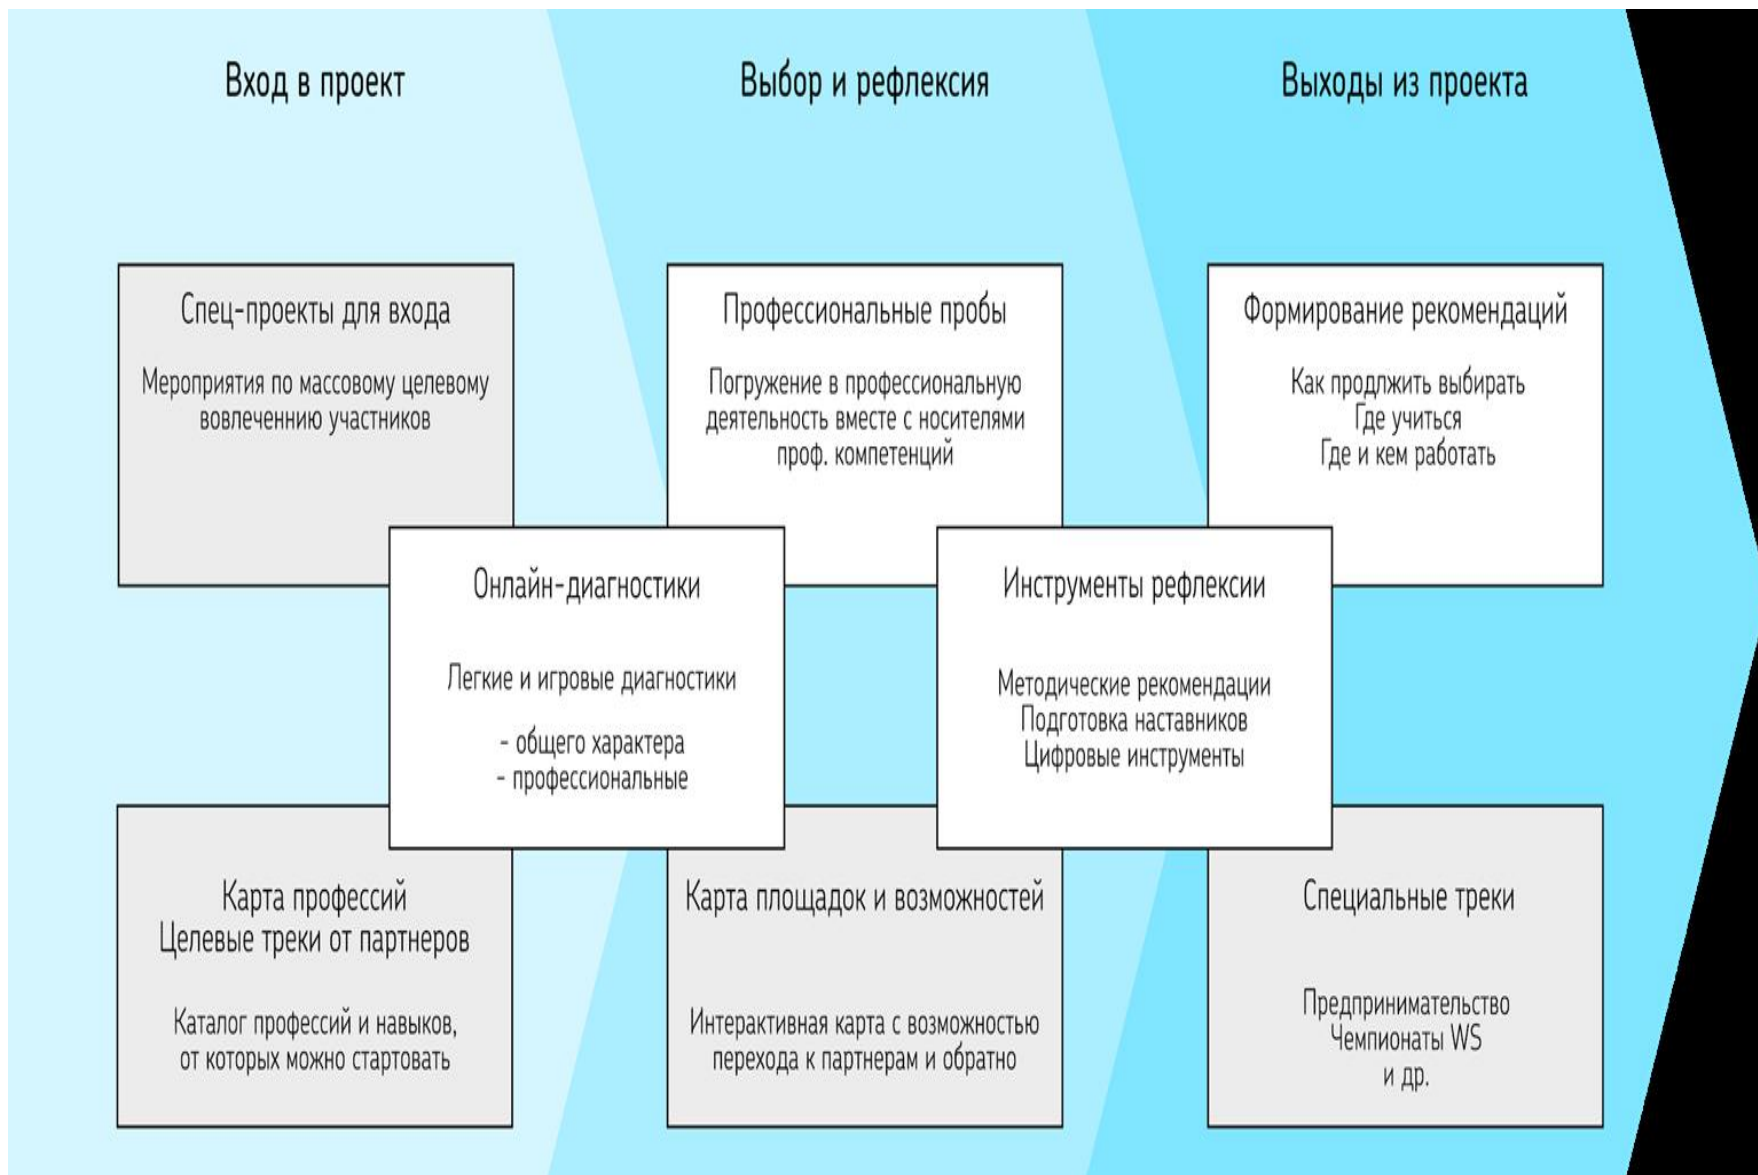 Вход в проект
Выбор и рефлексия
Выходы из проекта
Спец-проекты для входа
Мероприятия по массовому целевому
вовлеченнию участников
Профессиональные пробы
Погружение в профессиональную
деятельность вместе с носителями
проф. компетенций
Формирование рекомендаций
Как продлжить выбирать
Где учиться
Где и кем работать
Онлайн-диагностики
Легкие и игровые диагностики
- общего характера
- профессиональные
Инструменты рефлексии
Методические рекомендации
Подготовка наставников
Цифровые инструменты
Карта профессий
Целевые треки от партнеров
Каталог профессий и навыков,
от которых можно стартовать
Карта площадок и возможностей
Интерактивная карта с возможностью
перехода к партнерам и обратно
Специальные треки
Предпринимательство
Чемпионаты WS
и др.